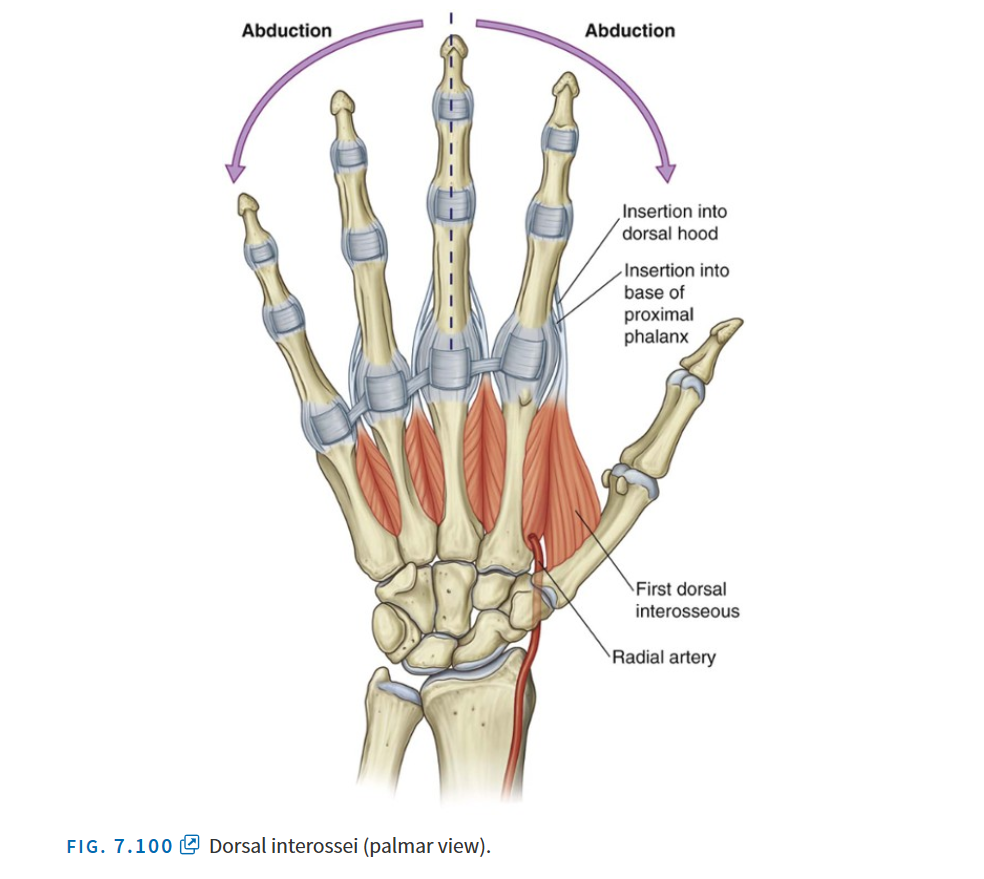 Abduction
Abduction
Insertion into
dorsal hood
Insertion into
base of
proximal
phalanx
First dorsal
interosseous
Radial artery
FIG. 7.100 Dorsal interossei (palmar view).